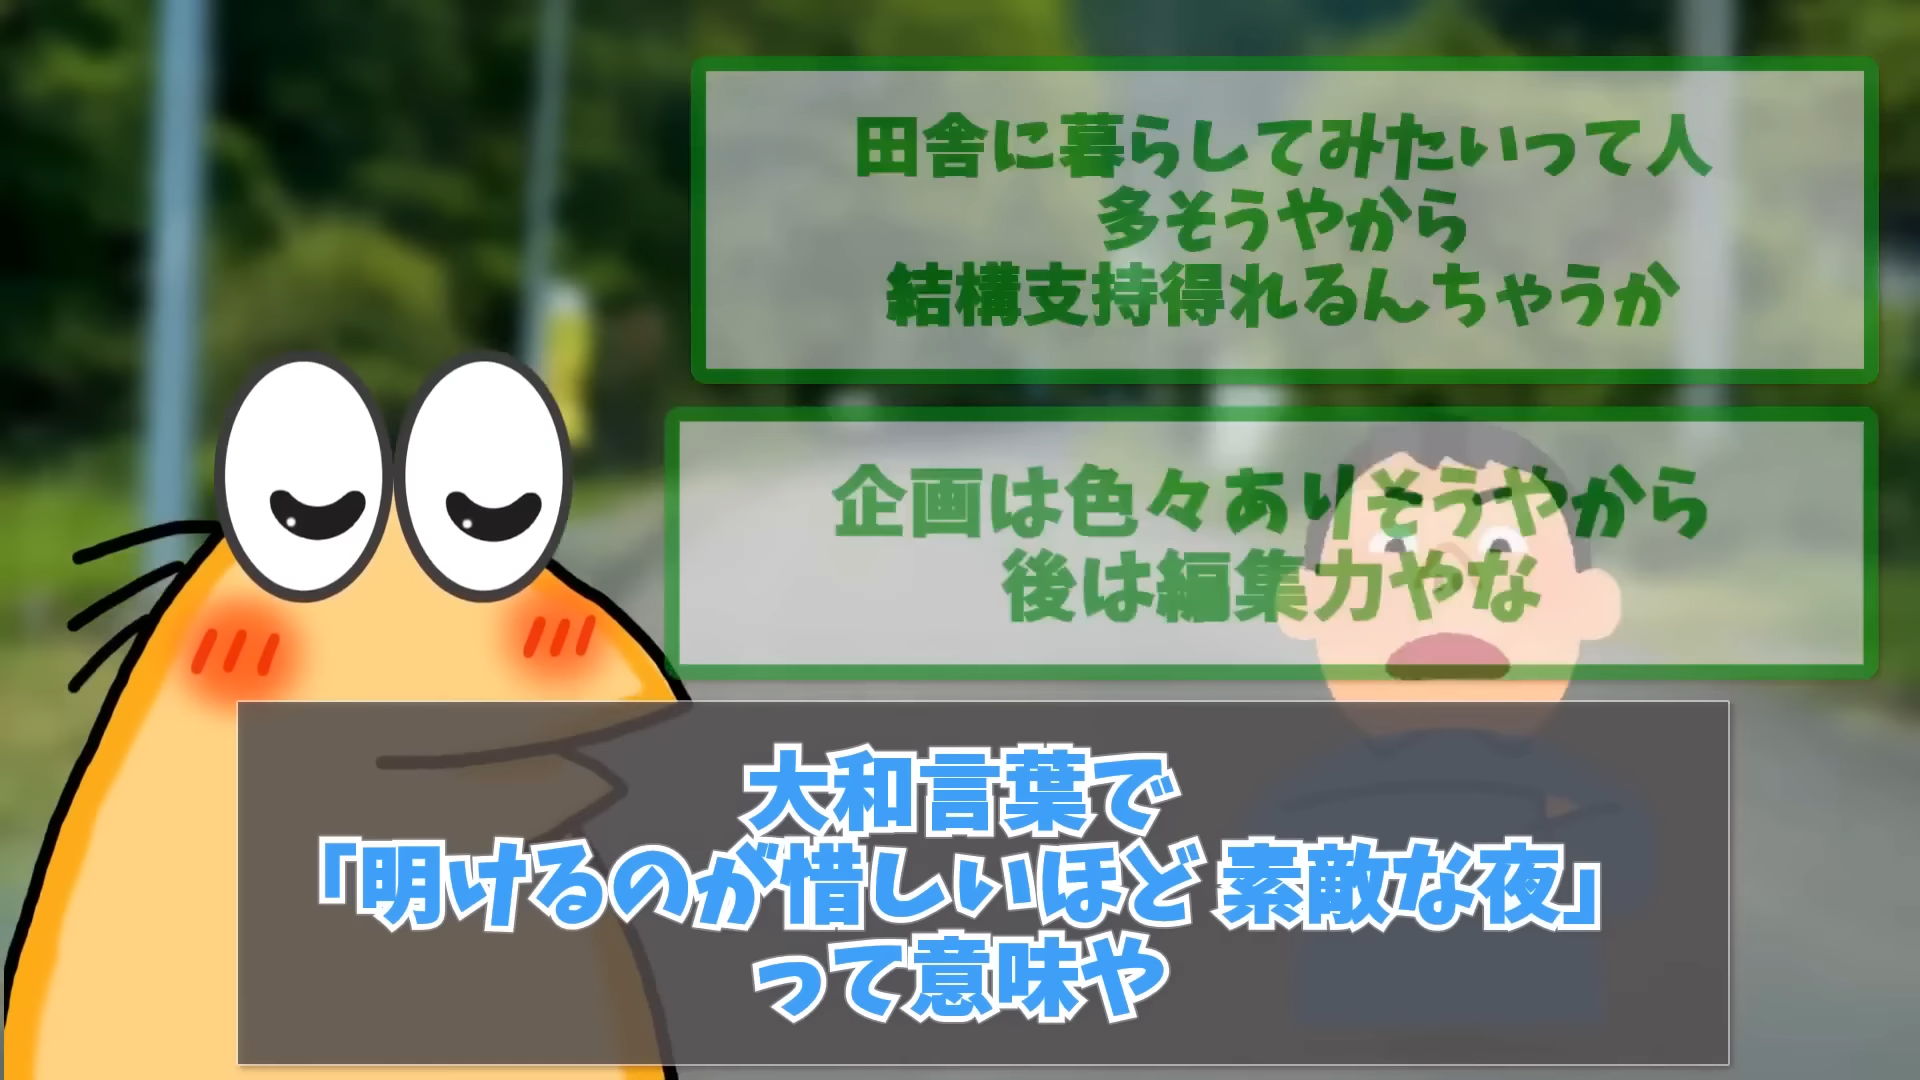 田舎に暮らしてみたいって人
多そうやから
結構支持得れるんちゃうか
企画は色々ありそうやから
後は編集力やな
大和言葉で
「明けるのが惜しいほど 素敵な夜」
って意味や